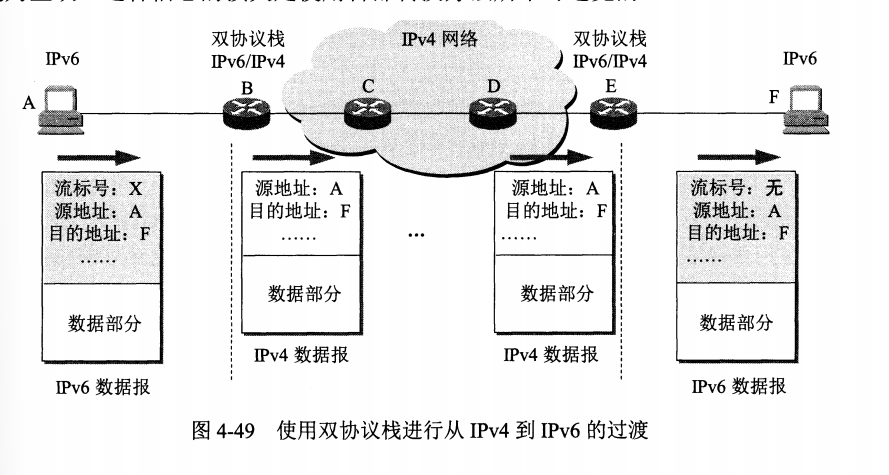 双协议栈
IPv6/IPv4
IPv4 网络
双协议栈
IPv6/IPv4
IPv6
IPv6
A
B
C
D
E
F
流标号：X
源地址：A
目的地址：F
……
数据部分
IPv6 数据报
源地址：A
目的地址：F
……
数据部分
IPv4 数据报
…
源地址：A
目的地址：F
……
数据部分
IPv4 数据报
流标号：无
源地址：A
目的地址：F
……
数据部分
IPv6 数据报
图 4-49 使用双协议栈进行从 IPv4 到 IPv6 的过渡